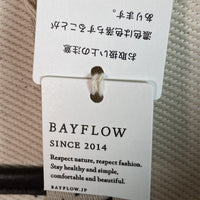 お取扱い上の注意
濃色は色落ちすることが
あります。
BAYFLOW
SINCE 2014
Respect nature, respect fashion.
Stay healthy and simple,
comfortable and beautiful.
BAYFLOW.JP